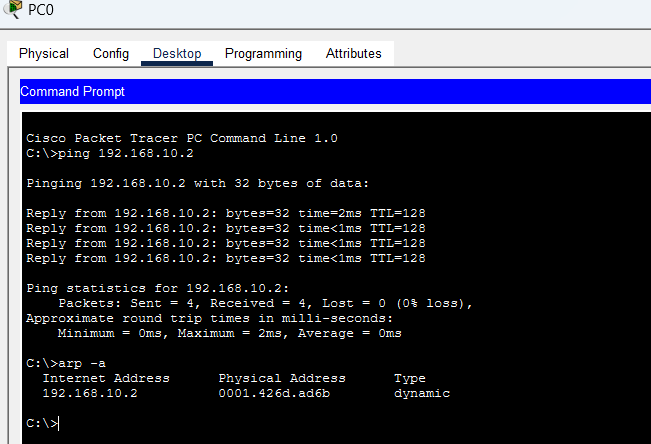 PC0
Physical Config Desktop Programming Attributes
Command Prompt
Cisco Packet Tracer PC Command Line 1.0
C:\>ping 192.168.10.2
Pinging 192.168.10.2 with 32 bytes of data:
Reply from 192.168.10.2: bytes=32 time=2ms TTL=128
Reply from 192.168.10.2: bytes=32 time<1ms TTL=128
Reply from 192.168.10.2: bytes=32 time<1ms TTL=128
Reply from 192.168.10.2: bytes=32 time<1ms TTL=128
Ping statistics for 192.168.10.2:
Packets: Sent = 4, Received = 4, Lost = 0 (0% loss),
Approximate round trip times in milli-seconds:
Minimum = 0ms, Maximum = 2ms, Average = 0ms
C:\>arp -a
Internet Address Physical Address Type
192.168.10.2 0001.426d.ad6b dynamic
C:\>